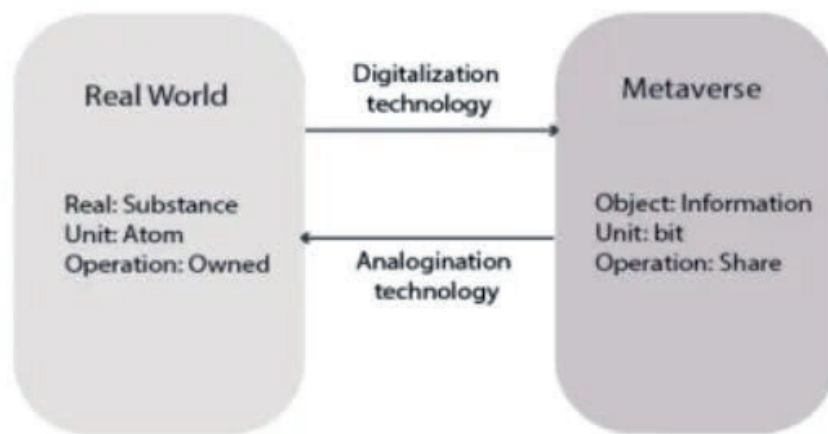 Real World
Real: Substance
Unit: Atom
Operation: Owned
Digitalization
technology
Analogination
technology
Metaverse
Object: Information
Unit: bit
Operation: Share